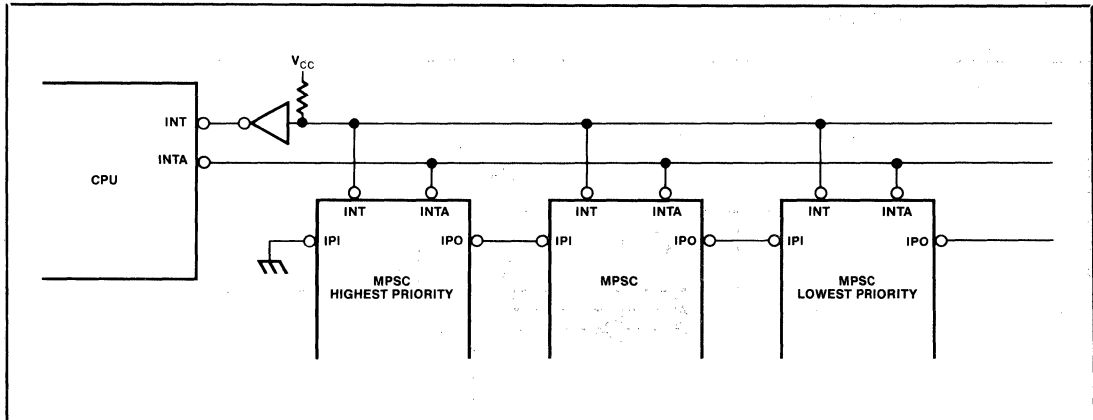 VCC
INT
INTA
CPU
INT INTA
IPI IPO
MPSC
HIGHEST PRIORITY
INT INTA
IPI IPO
MPSC
INT INTA
IPI IPO
MPSC
LOWEST PRIORITY